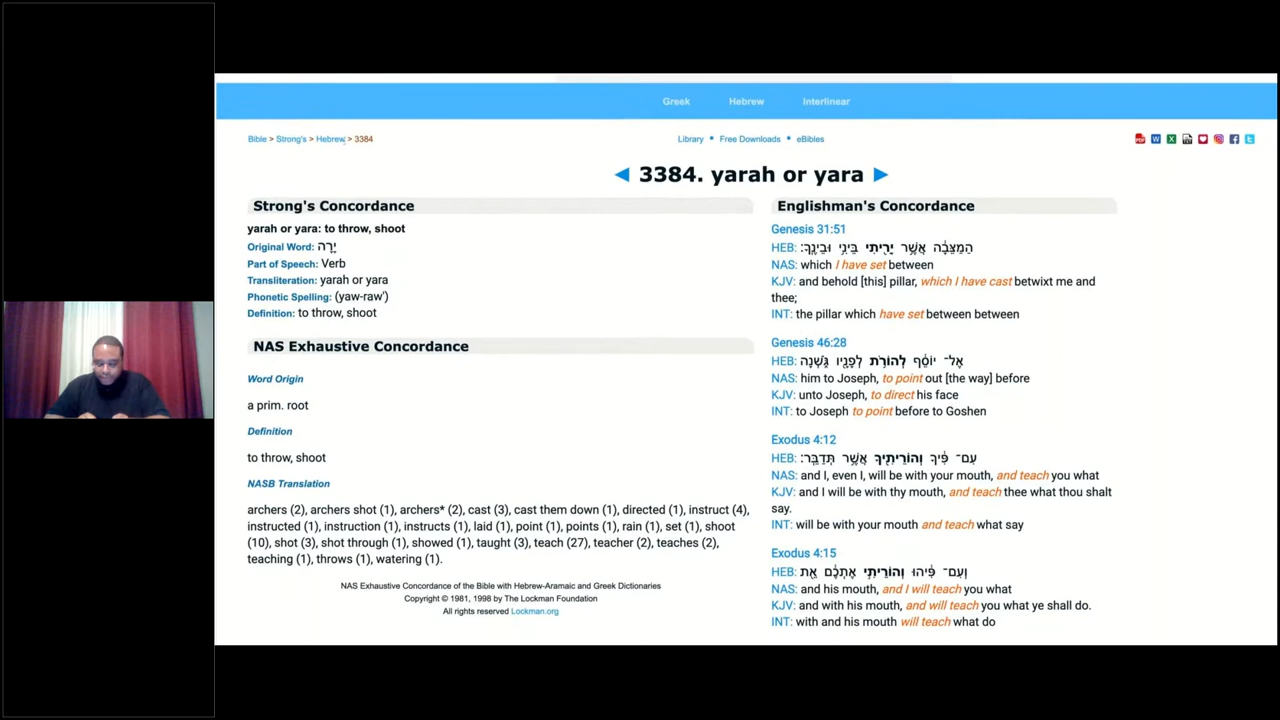 Greek Hebrew Interlinear
Bible > Strong's > Hebrew > 3384
Library ▪ Free Downloads ▪ eBibles
◄ 3384. yarah or yara ►
Strong's Concordance
yarah or yara: to throw, shoot
Original Word: יָרָה
Part of Speech: Verb
Transliteration: yarah or yara
Phonetic Spelling: (yaw-raw')
Definition: to throw, shoot
NAS Exhaustive Concordance
Word Origin
a prim. root
Definition
to throw, shoot
NASB Translation
archers (2), archers shot (1), archers* (2), cast (3), cast them down (1), directed (1), instruct (4),
instructed (1), instruction (1), instructs (1), laid (1), point (1), points (1), rain (1), set (1), shoot
(10), shot (3), shot through (1), showed (1), taught (3), teach (27), teacher (2), teaches (2),
teaching (1), throws (1), watering (1).
NAS Exhaustive Concordance of the Bible with Hebrew-Aramaic and Greek Dictionaries
Copyright © 1981, 1998 by The Lockman Foundation
All rights reserved Lockman.org
Englishman's Concordance
Genesis 31:51
HEB: הַמַּצֵּבָ֔ה אֲשֶׁ֥ר יָרִ֖יתִי בֵּינִ֥י וּבֵינֶֽךָ׃
NAS: which I have set between
KJV: and behold [this] pillar, which I have cast betwixt me and
thee;
INT: the pillar which have set between between
Genesis 46:28
HEB: אֶל־ יוֹסֵ֔ף לְהוֹרֹ֥ת לְפָנָ֖יו גֹּ֑שְׁנָה
NAS: him to Joseph, to point out [the way] before
KJV: unto Joseph, to direct his face
INT: to Joseph to point before to Goshen
Exodus 4:12
HEB: עִם־ פִּ֔יךָ וְהוֹרֵיתִ֖יךָ אֲשֶׁ֥ר תְּדַבֵּֽר׃
NAS: and I, even I, will be with your mouth, and teach you what
KJV: and I will be with thy mouth, and teach thee what thou shalt
say.
INT: will be with your mouth and teach what say
Exodus 4:15
HEB: וְעִם־ פִּ֔יהוּ וְהוֹרֵיתִ֣י אֶתְכֶ֔ם אֵ֖ת
NAS: and his mouth, and I will teach you what
KJV: and with his mouth, and will teach you what ye shall do.
INT: with and his mouth will teach what do